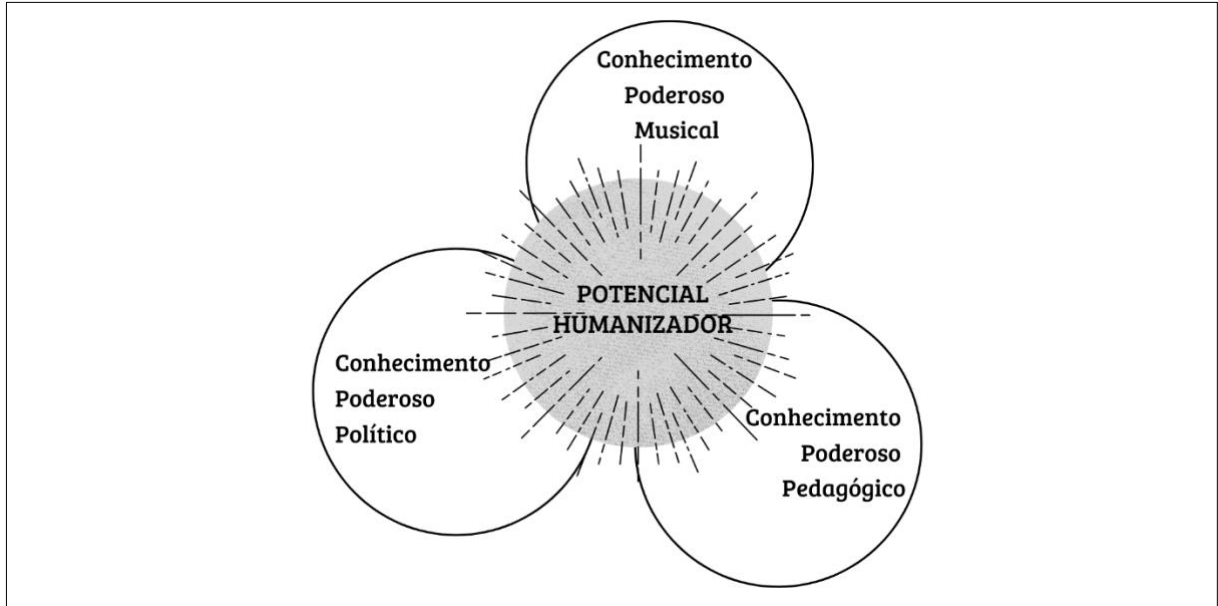 Conhecimento
Poderoso
Musical
POTENCIAL
HUMANIZADOR
Conhecimento
Poderoso
Político
Conhecimento
Poderoso
Pedagógico